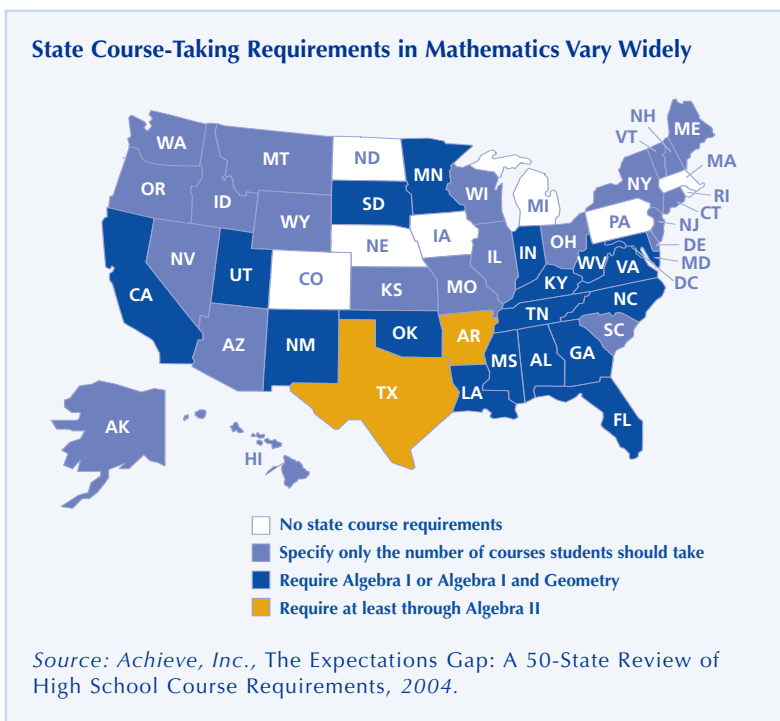 State Course-Taking Requirements in Mathematics Vary Widely
WA
OR
ID
MT
WY
NV
CA
UT
AZ
CO
NM
ND
SD
NE
KS
OK
TX
MN
IA
MO
AR
LA
WI
IL
MI
IN
OH
KY
TN
MS
AL
GA
FL
SC
NC
VA
WV
PA
NY
VT
NH
ME
MA
RI
CT
NJ
DE
MD
DC
AK
HI
No state course requirements
Specify only the number of courses students should take
Require Algebra I or Algebra I and Geometry
Require at least through Algebra II
Source: Achieve, Inc., The Expectations Gap: A 50-State Review of
High School Course Requirements, 2004.